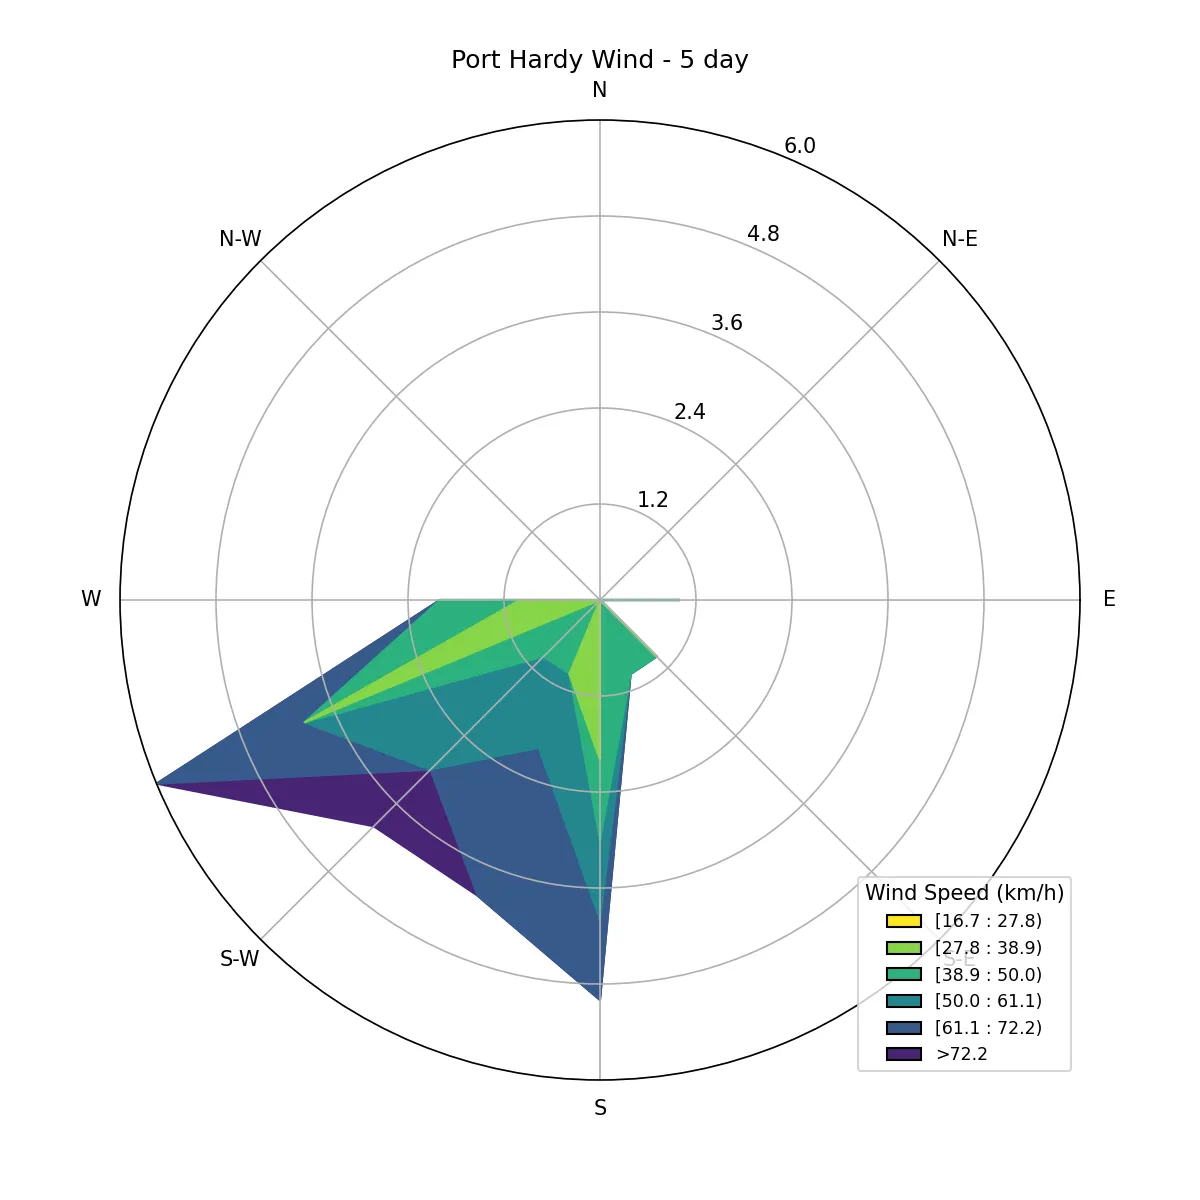 Port Hardy Wind - 5 day
N
6.0
N-W
N-E
4.8
3.6
2.4
1.2
W
E
S-W
S-E
S
Wind Speed (km/h)
[16.7 : 27.8)
[27.8 : 38.9)
[38.9 : 50.0)
[50.0 : 61.1)
[61.1 : 72.2)
>72.2